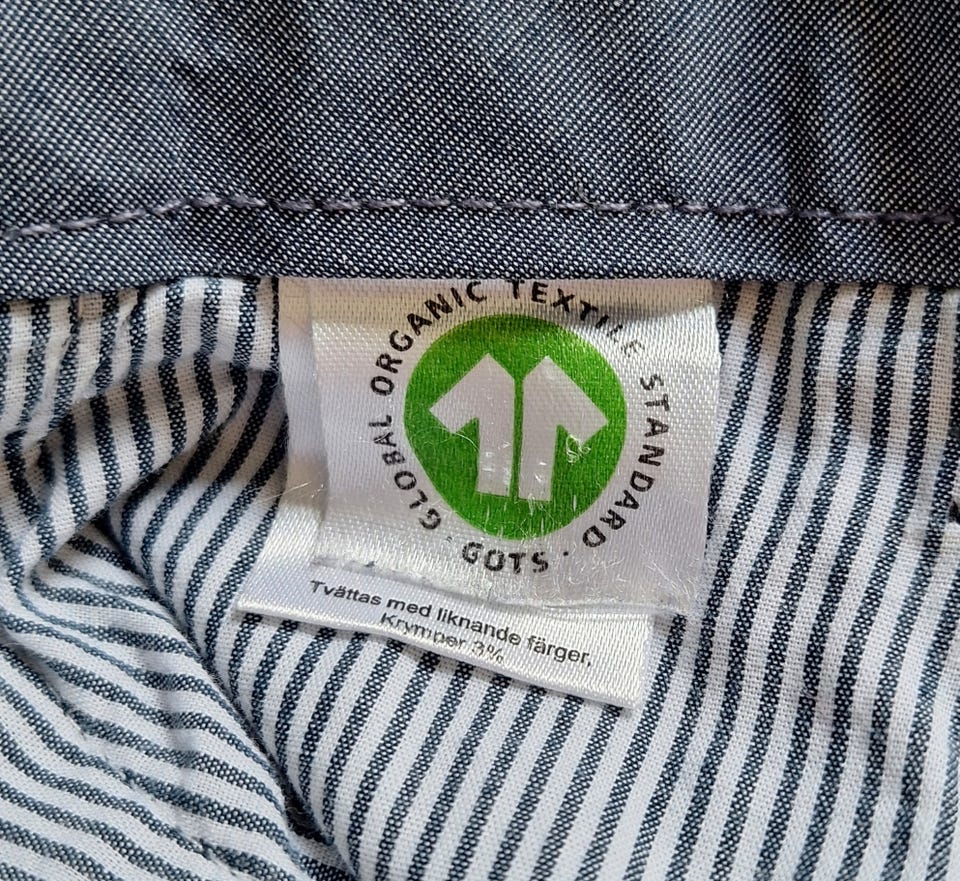 GLOBAL ORGANIC TEXTILE STANDARD
· GOTS ·
Tvättas med liknande färger,
Krymper 3%